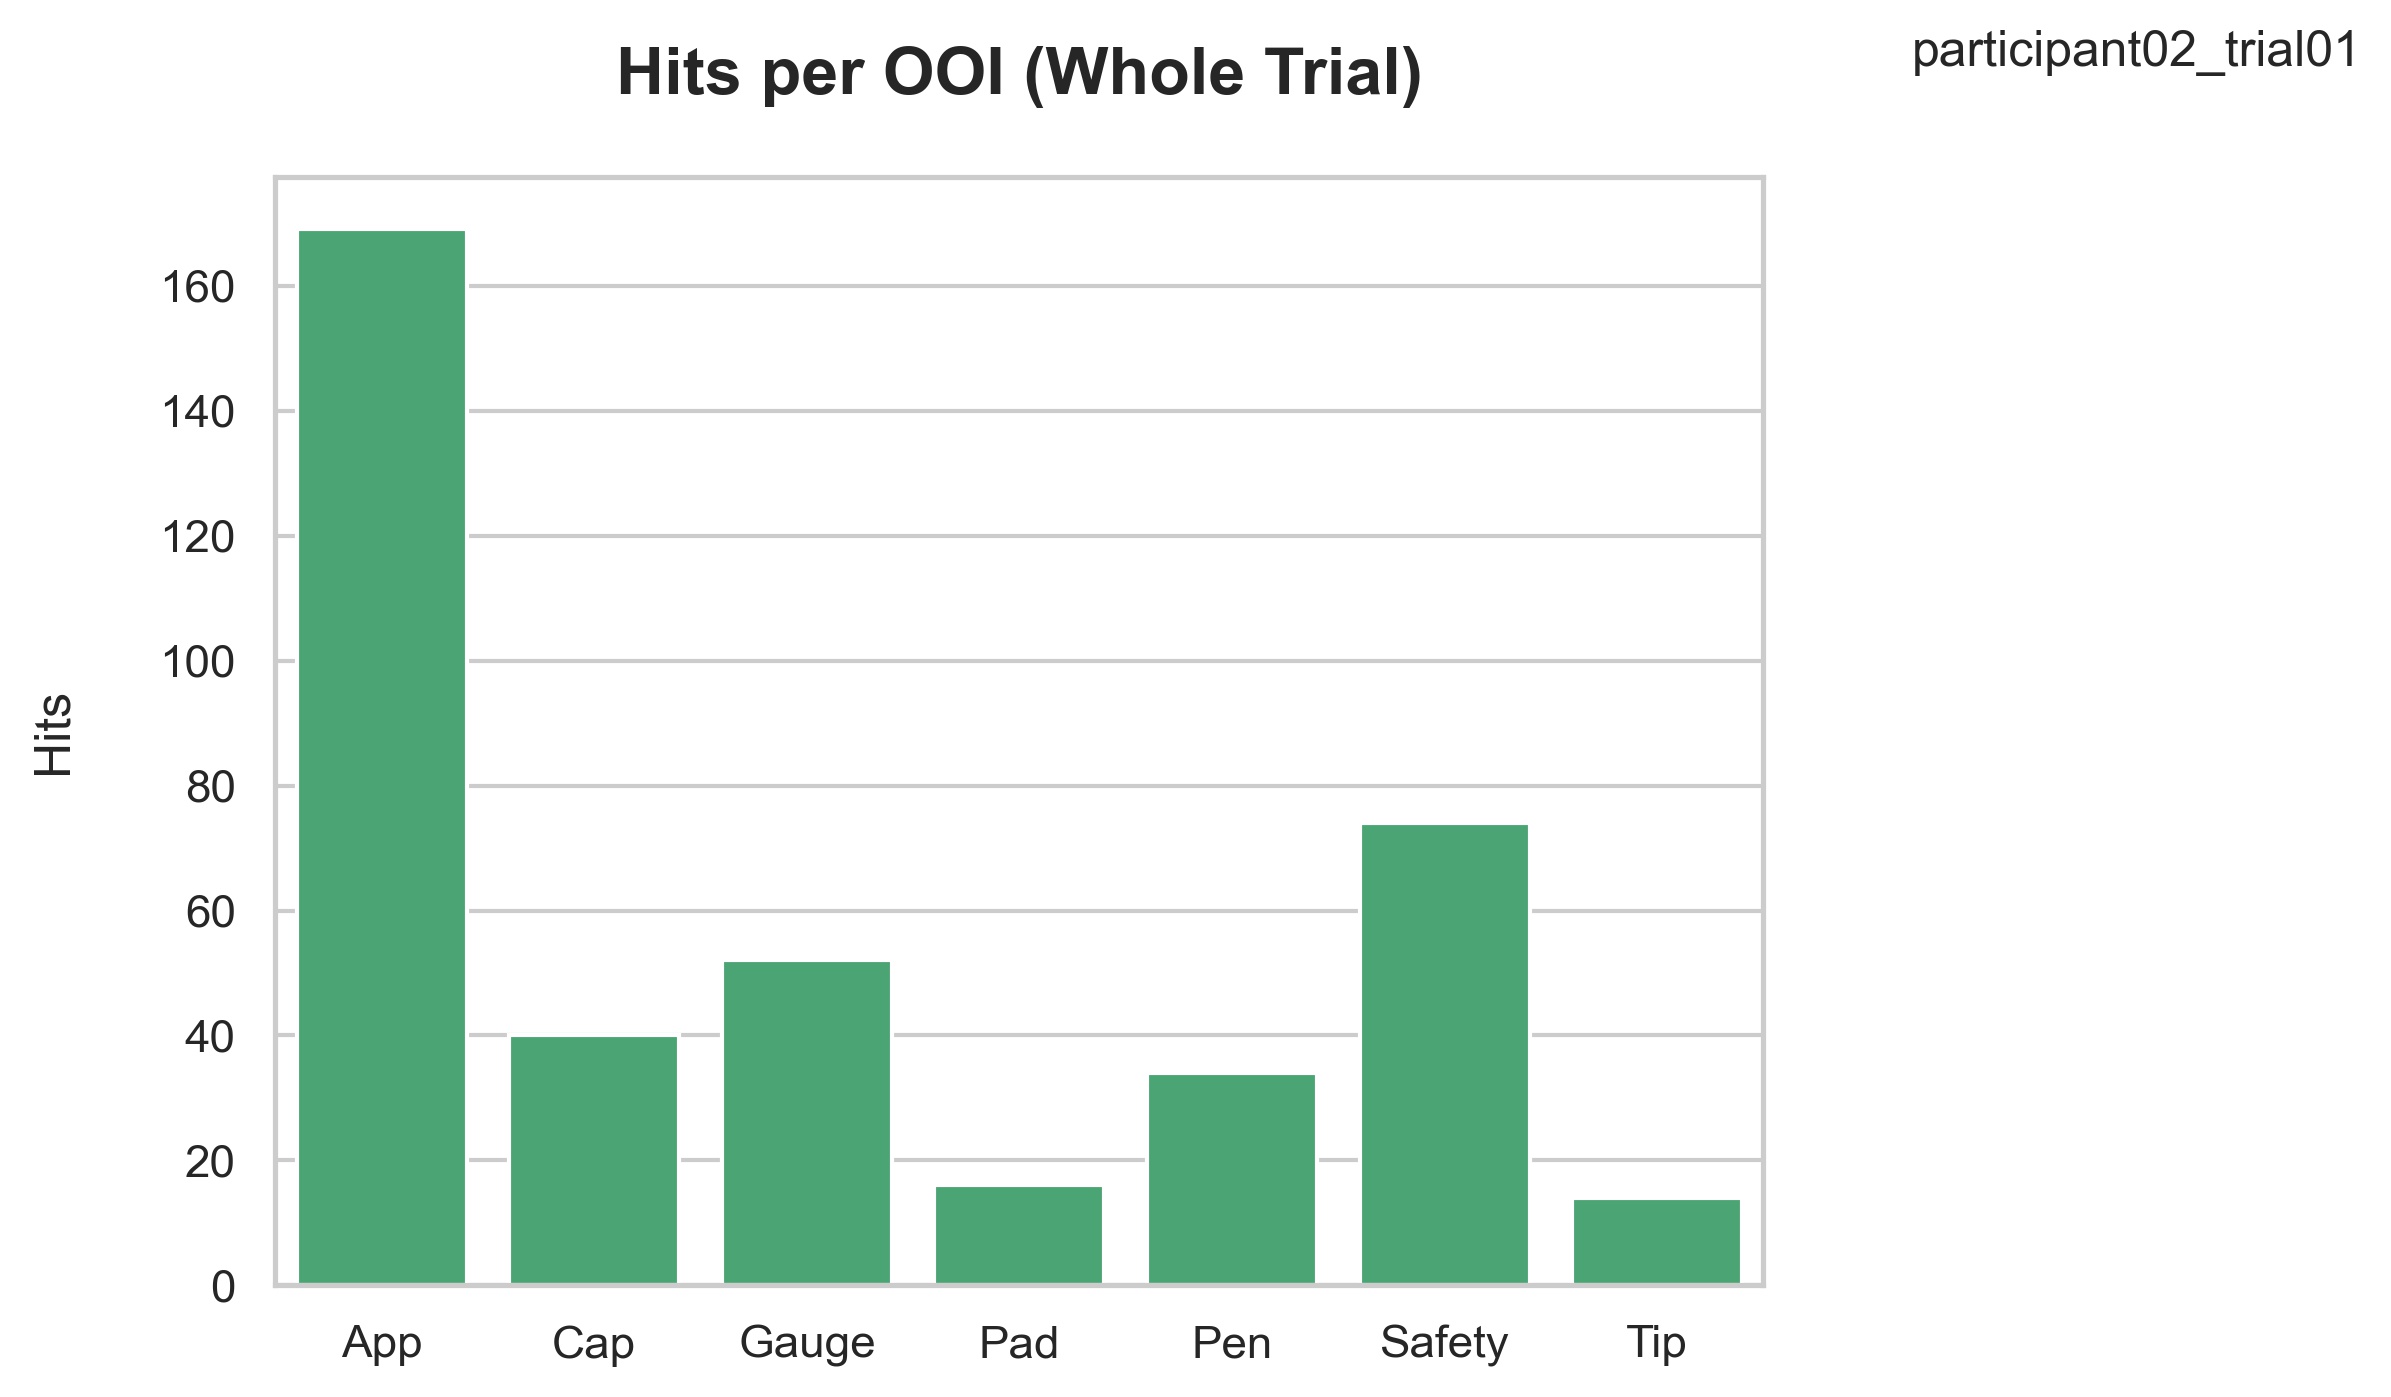 participant02_trial01
Hits per OOI (Whole Trial)
Hits
160
140
120
100
80
60
40
20
0
App Cap Gauge Pad Pen Safety Tip